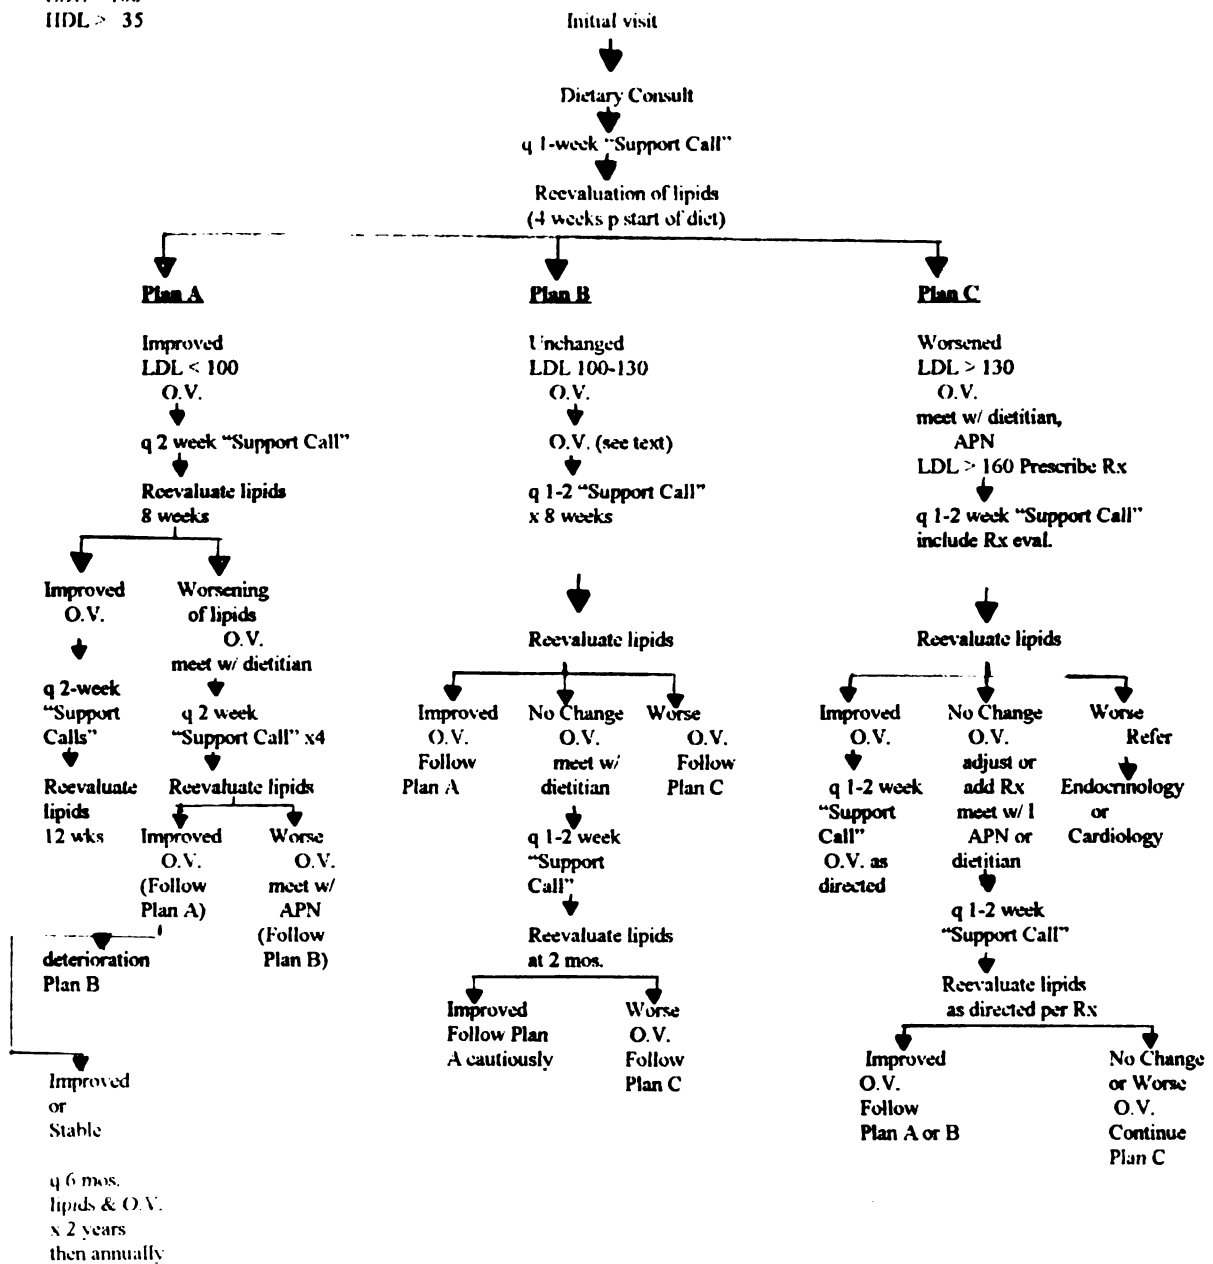 HDL > 35
Initial visit
Dietary Consult
q 1-week “Support Call”
Reevaluation of lipids
(4 weeks p start of diet)
Plan A
Improved
LDL < 100
O.V.
q 2 week “Support Call”
Reevaluate lipids
8 weeks
Improved
O.V.
q 2-week
“Support
Calls”
Reevaluate
lipids
12 wks
Worsening
of lipids
O.V.
meet w/ dietitian
q 2 week
“Support Call” x4
Reevaluate lipids
Improved
O.V.
(Follow
Plan A)
Worse
O.V.
meet w/
APN
(Follow
Plan B)
deterioration
Plan B
Improved
or
Stable
q 6 mos.
lipids & O.V.
x 2 years
then annually
Plan B
Unchanged
LDL 100-130
O.V.
O.V. (see text)
q 1-2 “Support Call”
x 8 weeks
Reevaluate lipids
Improved
O.V.
Follow
Plan A
No Change
O.V.
meet w/
dietitian
q 1-2 week
“Support
Call”
Reevaluate lipids
at 2 mos.
Improved
Follow Plan
A cautiously
Worse
O.V.
Follow
Plan C
Worse
O.V.
Follow
Plan C
Plan C
Worsened
LDL > 130
O.V.
meet w/ dietitian,
APN
LDL > 160 Prescribe Rx
q 1-2 week “Support Call”
include Rx eval.
Reevaluate lipids
Improved
O.V.
q 1-2 week
“Support
Call”
O.V. as
directed
No Change
O.V.
adjust or
add Rx
meet w/
APN or
dietitian
q 1-2 week
“Support Call”
Reevaluate lipids
as directed per Rx
Improved
O.V.
Follow
Plan A or B
No Change
or Worse
O.V.
Continue
Plan C
Worse
Refer
Endocrinology
or
Cardiology